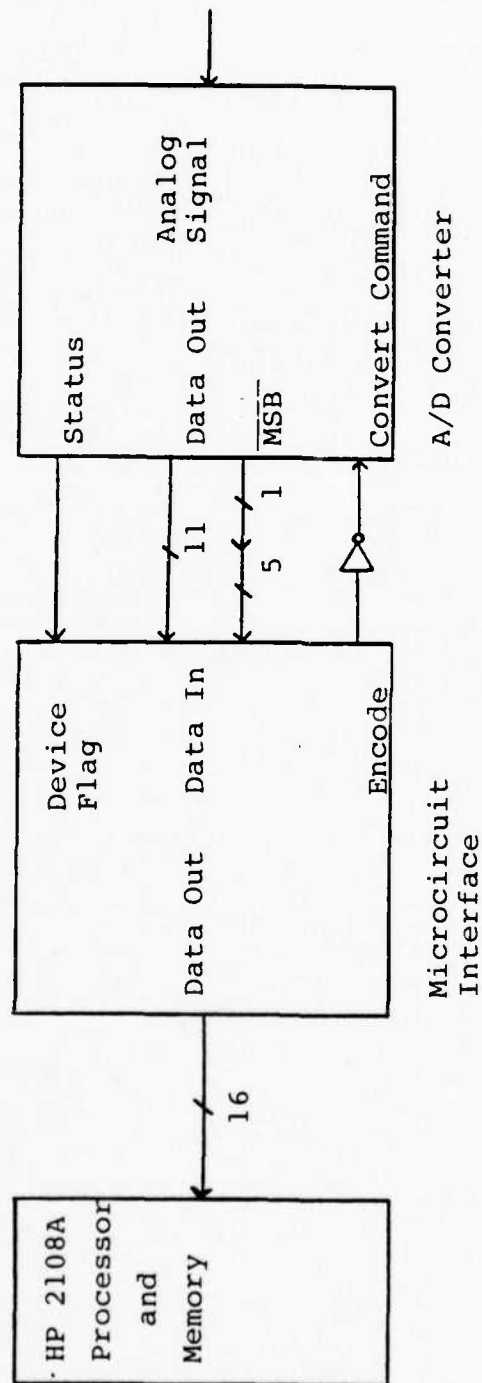 HP 2108A
Processor
and
Memory
16
Device
Flag
Data Out
Data In
Encode
Microcircuit
Interface
11
5
1
Status
Data Out
MSB
Analog
Signal
Convert Command
A/D Converter